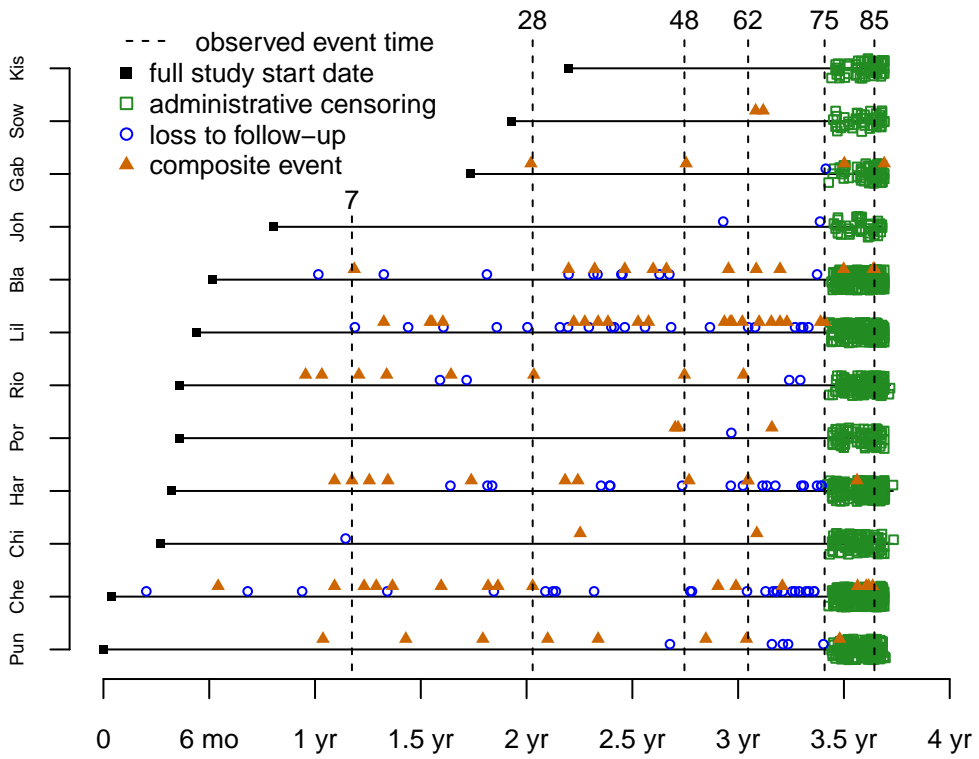 28 48 62 75 85
observed event time
full study start date
administrative censoring
loss to follow−up
composite event
7
Kis
Sow
Gab
Joh
Bla
Lil
Rio
Por
Har
Chi
Che
Pun
0 6 mo 1 yr 1.5 yr 2 yr 2.5 yr 3 yr 3.5 yr 4 yr